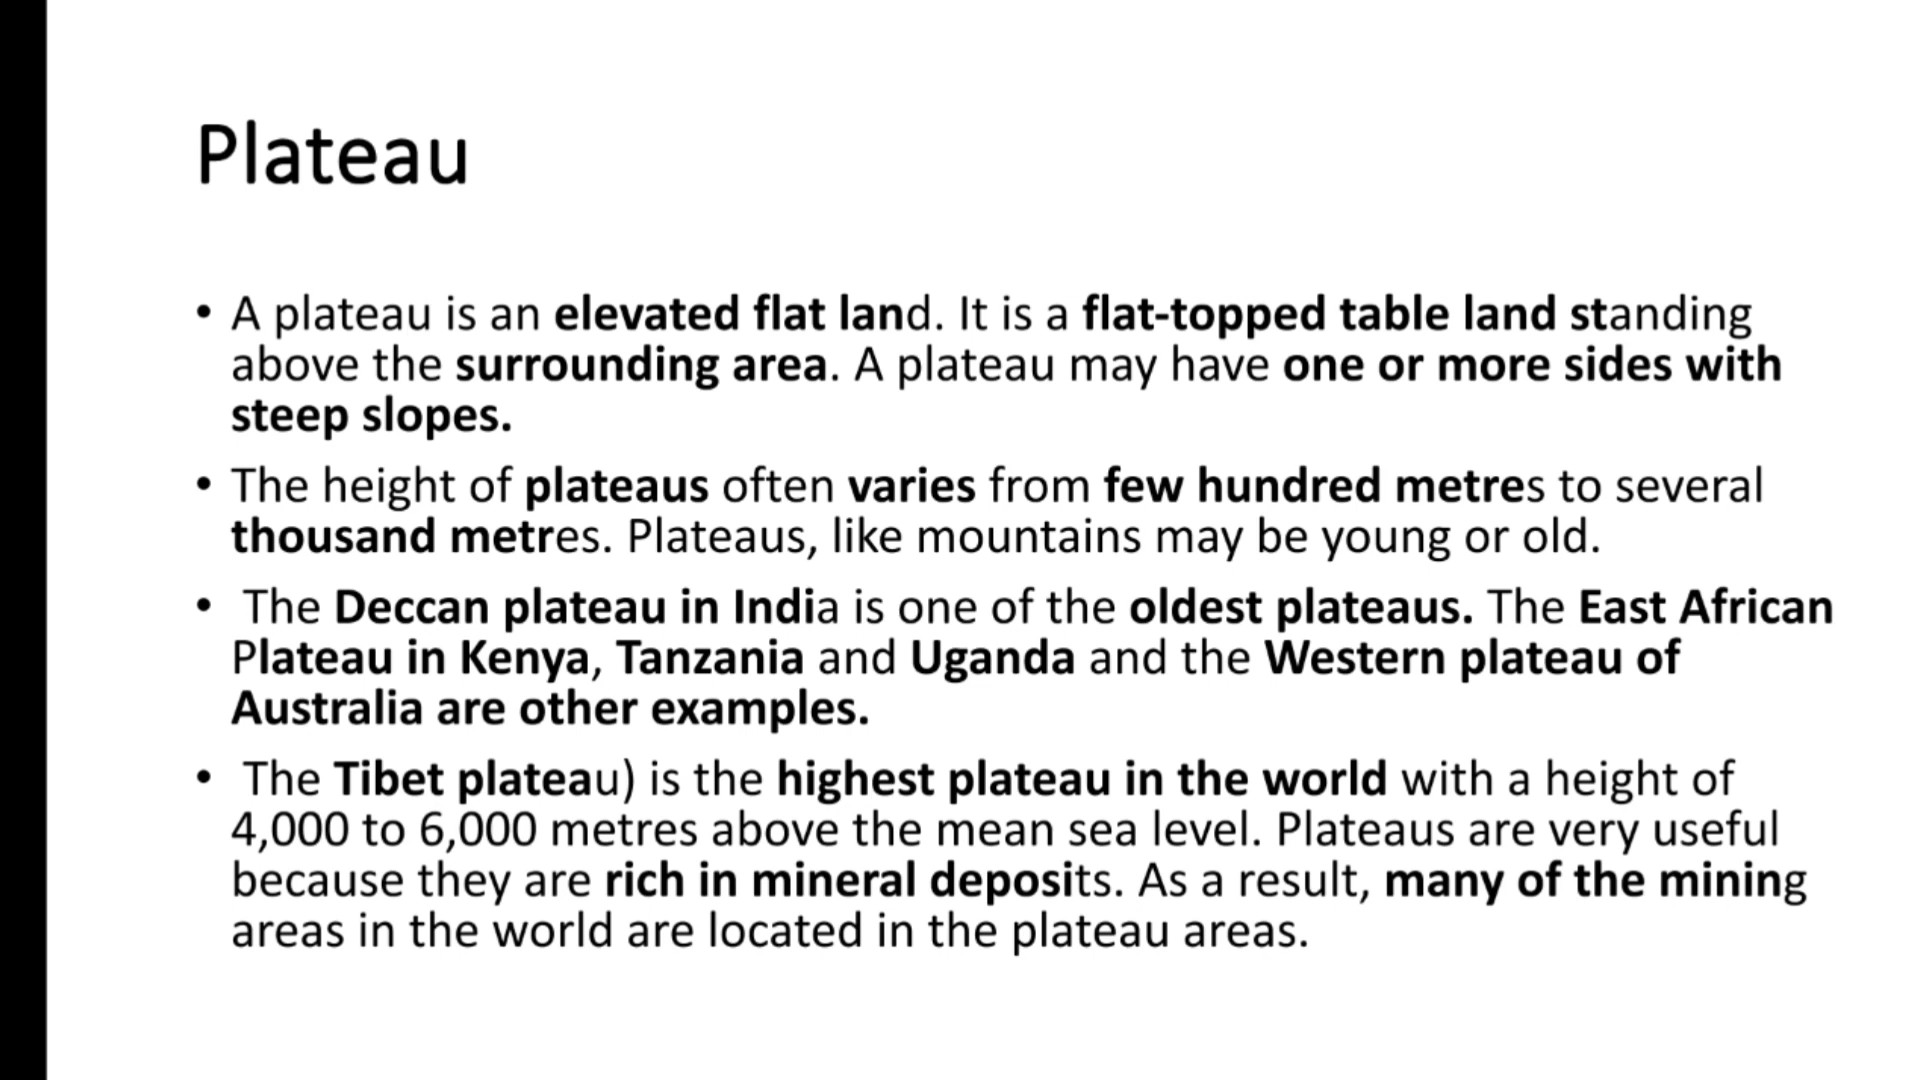 Plateau
• A plateau is an elevated flat land. It is a flat-topped table land standing
above the surrounding area. A plateau may have one or more sides with
steep slopes.
• The height of plateaus often varies from few hundred metres to several
thousand metres. Plateaus, like mountains may be young or old.
• The Deccan plateau in India is one of the oldest plateaus. The East African
Plateau in Kenya, Tanzania and Uganda and the Western plateau of
Australia are other examples.
• The Tibet plateau) is the highest plateau in the world with a height of
4,000 to 6,000 metres above the mean sea level. Plateaus are very useful
because they are rich in mineral deposits. As a result, many of the mining
areas in the world are located in the plateau areas.